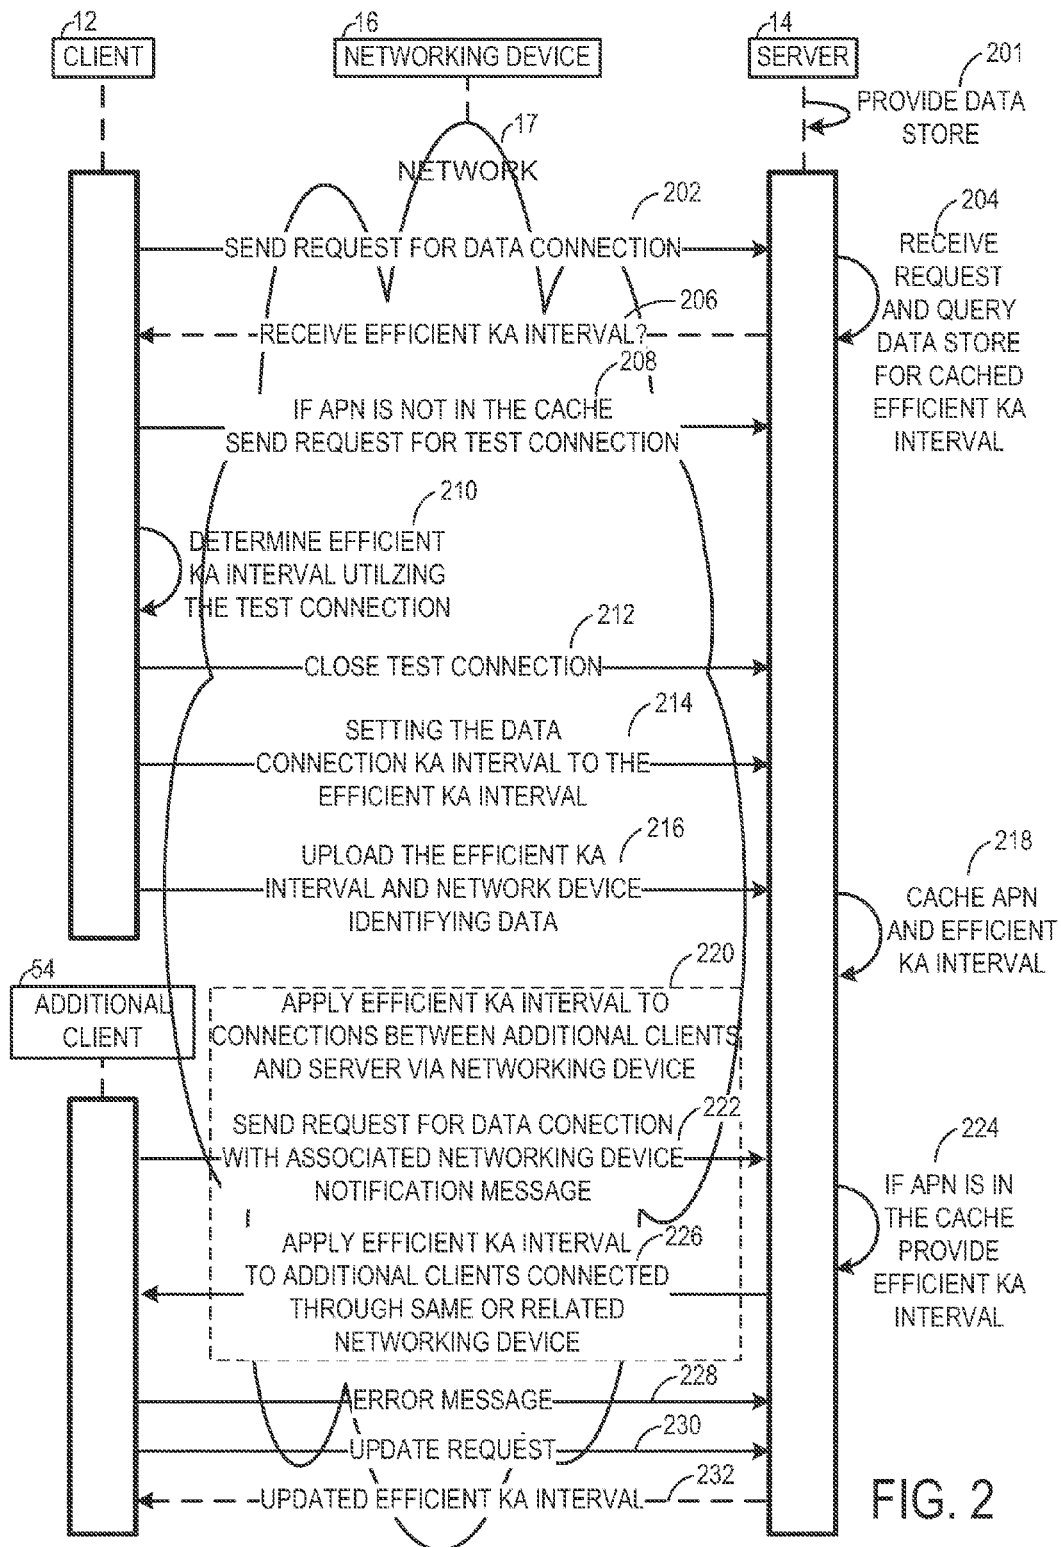 12
CLIENT
16
NETWORKING DEVICE
14
SERVER
201
PROVIDE DATA
STORE
17
NETWORK
202
SEND REQUEST FOR DATA CONNECTION
204
RECEIVE
REQUEST
AND QUERY
DATA STORE
FOR CACHED
EFFICIENT KA
INTERVAL
206
RECEIVE EFFICIENT KA INTERVAL?
208
IF APN IS NOT IN THE CACHE
SEND REQUEST FOR TEST CONNECTION
210
DETERMINE EFFICIENT
KA INTERVAL UTILZING
THE TEST CONNECTION
212
CLOSE TEST CONNECTION
214
SETTING THE DATA
CONNECTION KA INTERVAL TO THE
EFFICIENT KA INTERVAL
216
UPLOAD THE EFFICIENT KA
INTERVAL AND NETWORK DEVICE
IDENTIFYING DATA
218
CACHE APN
AND EFFICIENT
KA INTERVAL
54
ADDITIONAL
CLIENT
220
APPLY EFFICIENT KA INTERVAL TO
CONNECTIONS BETWEEN ADDITIONAL CLIENTS
AND SERVER VIA NETWORKING DEVICE
222
SEND REQUEST FOR DATA CONECTION
WITH ASSOCIATED NETWORKING DEVICE
NOTIFICATION MESSAGE
224
IF APN IS IN
THE CACHE
PROVIDE
EFFICIENT KA
INTERVAL
226
APPLY EFFICIENT KA INTERVAL
TO ADDITIONAL CLIENTS CONNECTED
THROUGH SAME OR RELATED
NETWORKING DEVICE
228
ERROR MESSAGE
230
UPDATE REQUEST
232
UPDATED EFFICIENT KA INTERVAL
FIG. 2